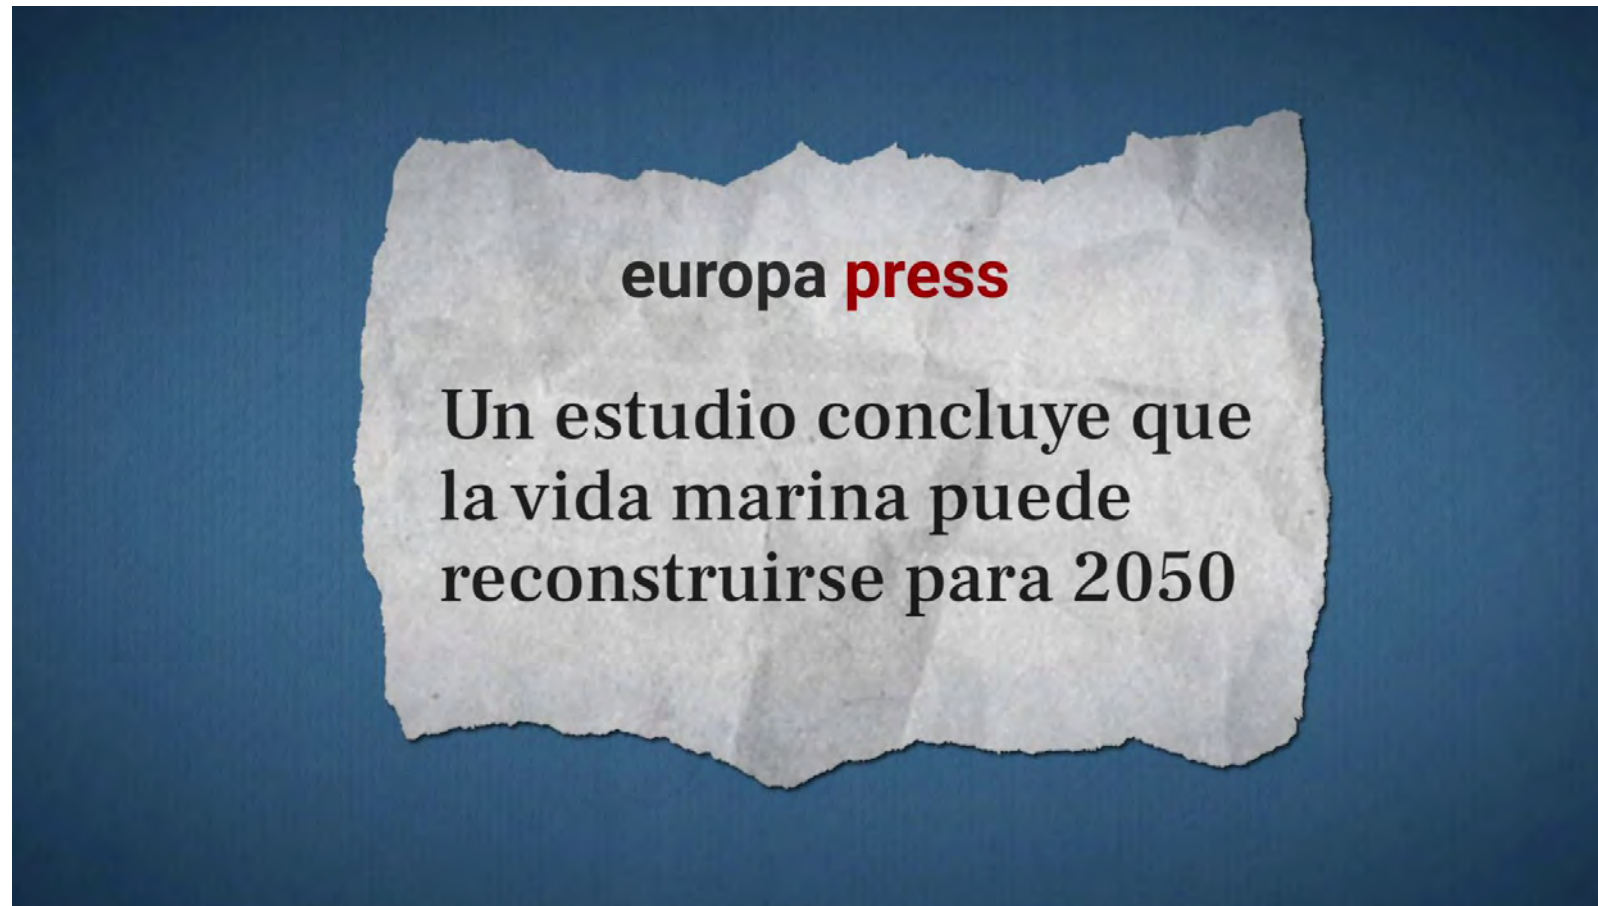 europa press
Un estudio concluye que
la vida marina puede
reconstruirse para 2050